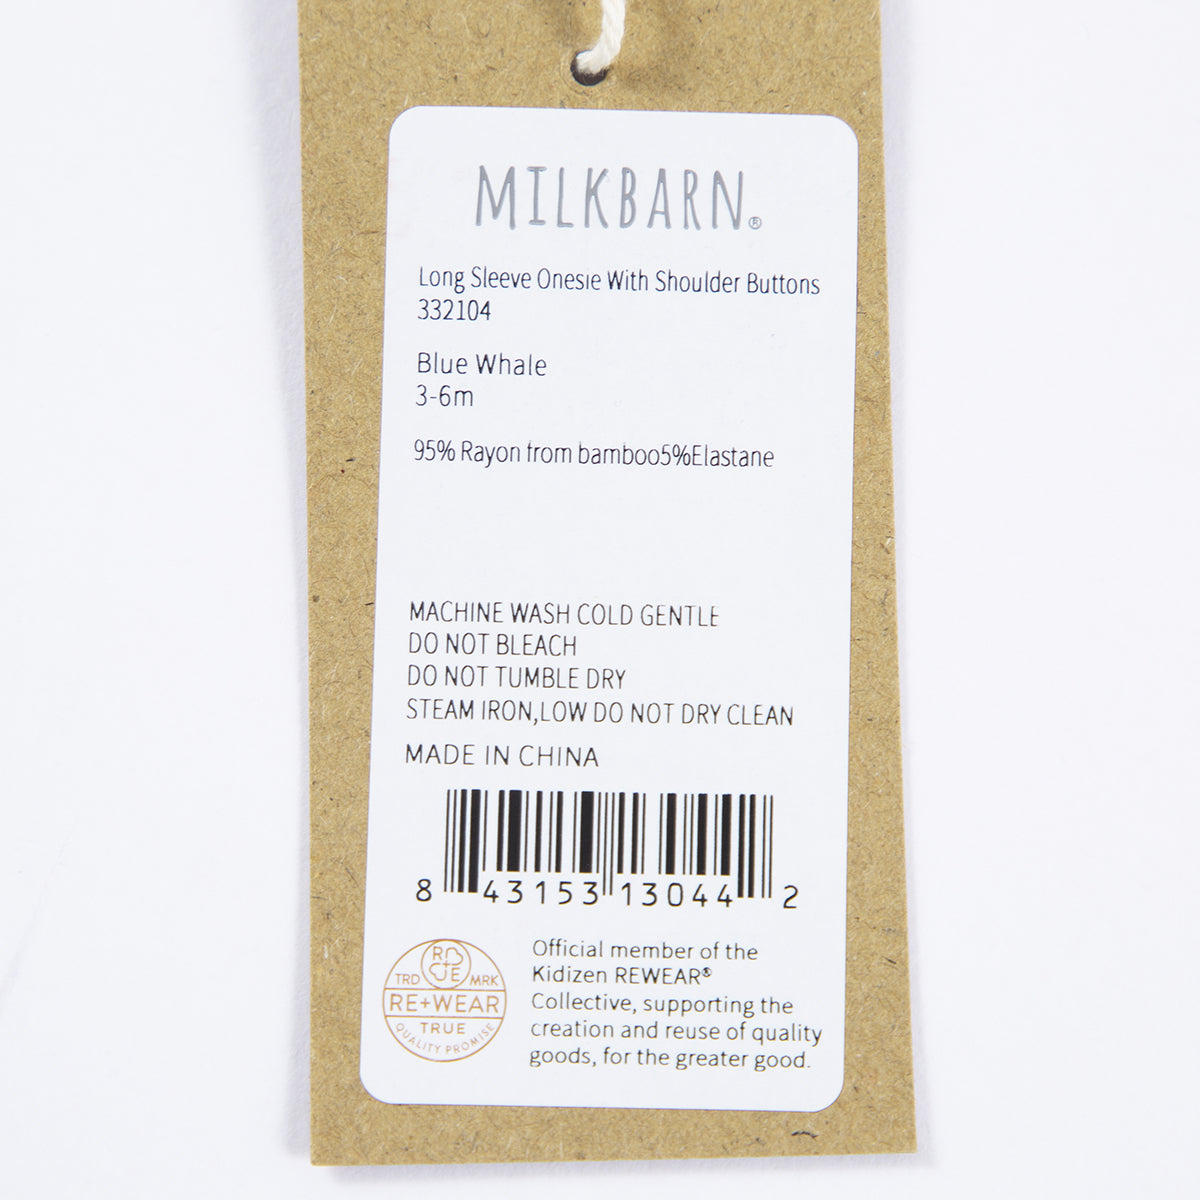 MILKBARN®
Long Sleeve Onesie With Shoulder Buttons
332104
Blue Whale
3-6m
95% Rayon from bamboo5%Elastane
MACHINE WASH COLD GENTLE
DO NOT BLEACH
DO NOT TUMBLE DRY
STEAM IRON,LOW DO NOT DRY CLEAN
MADE IN CHINA
8 43153 13044 2
R
UE
TRD MRK
RE+WEAR
TRUE
QUALITY PROMISE
Official member of the
Kidizen REWEAR®
Collective, supporting the
creation and reuse of quality
goods, for the greater good.